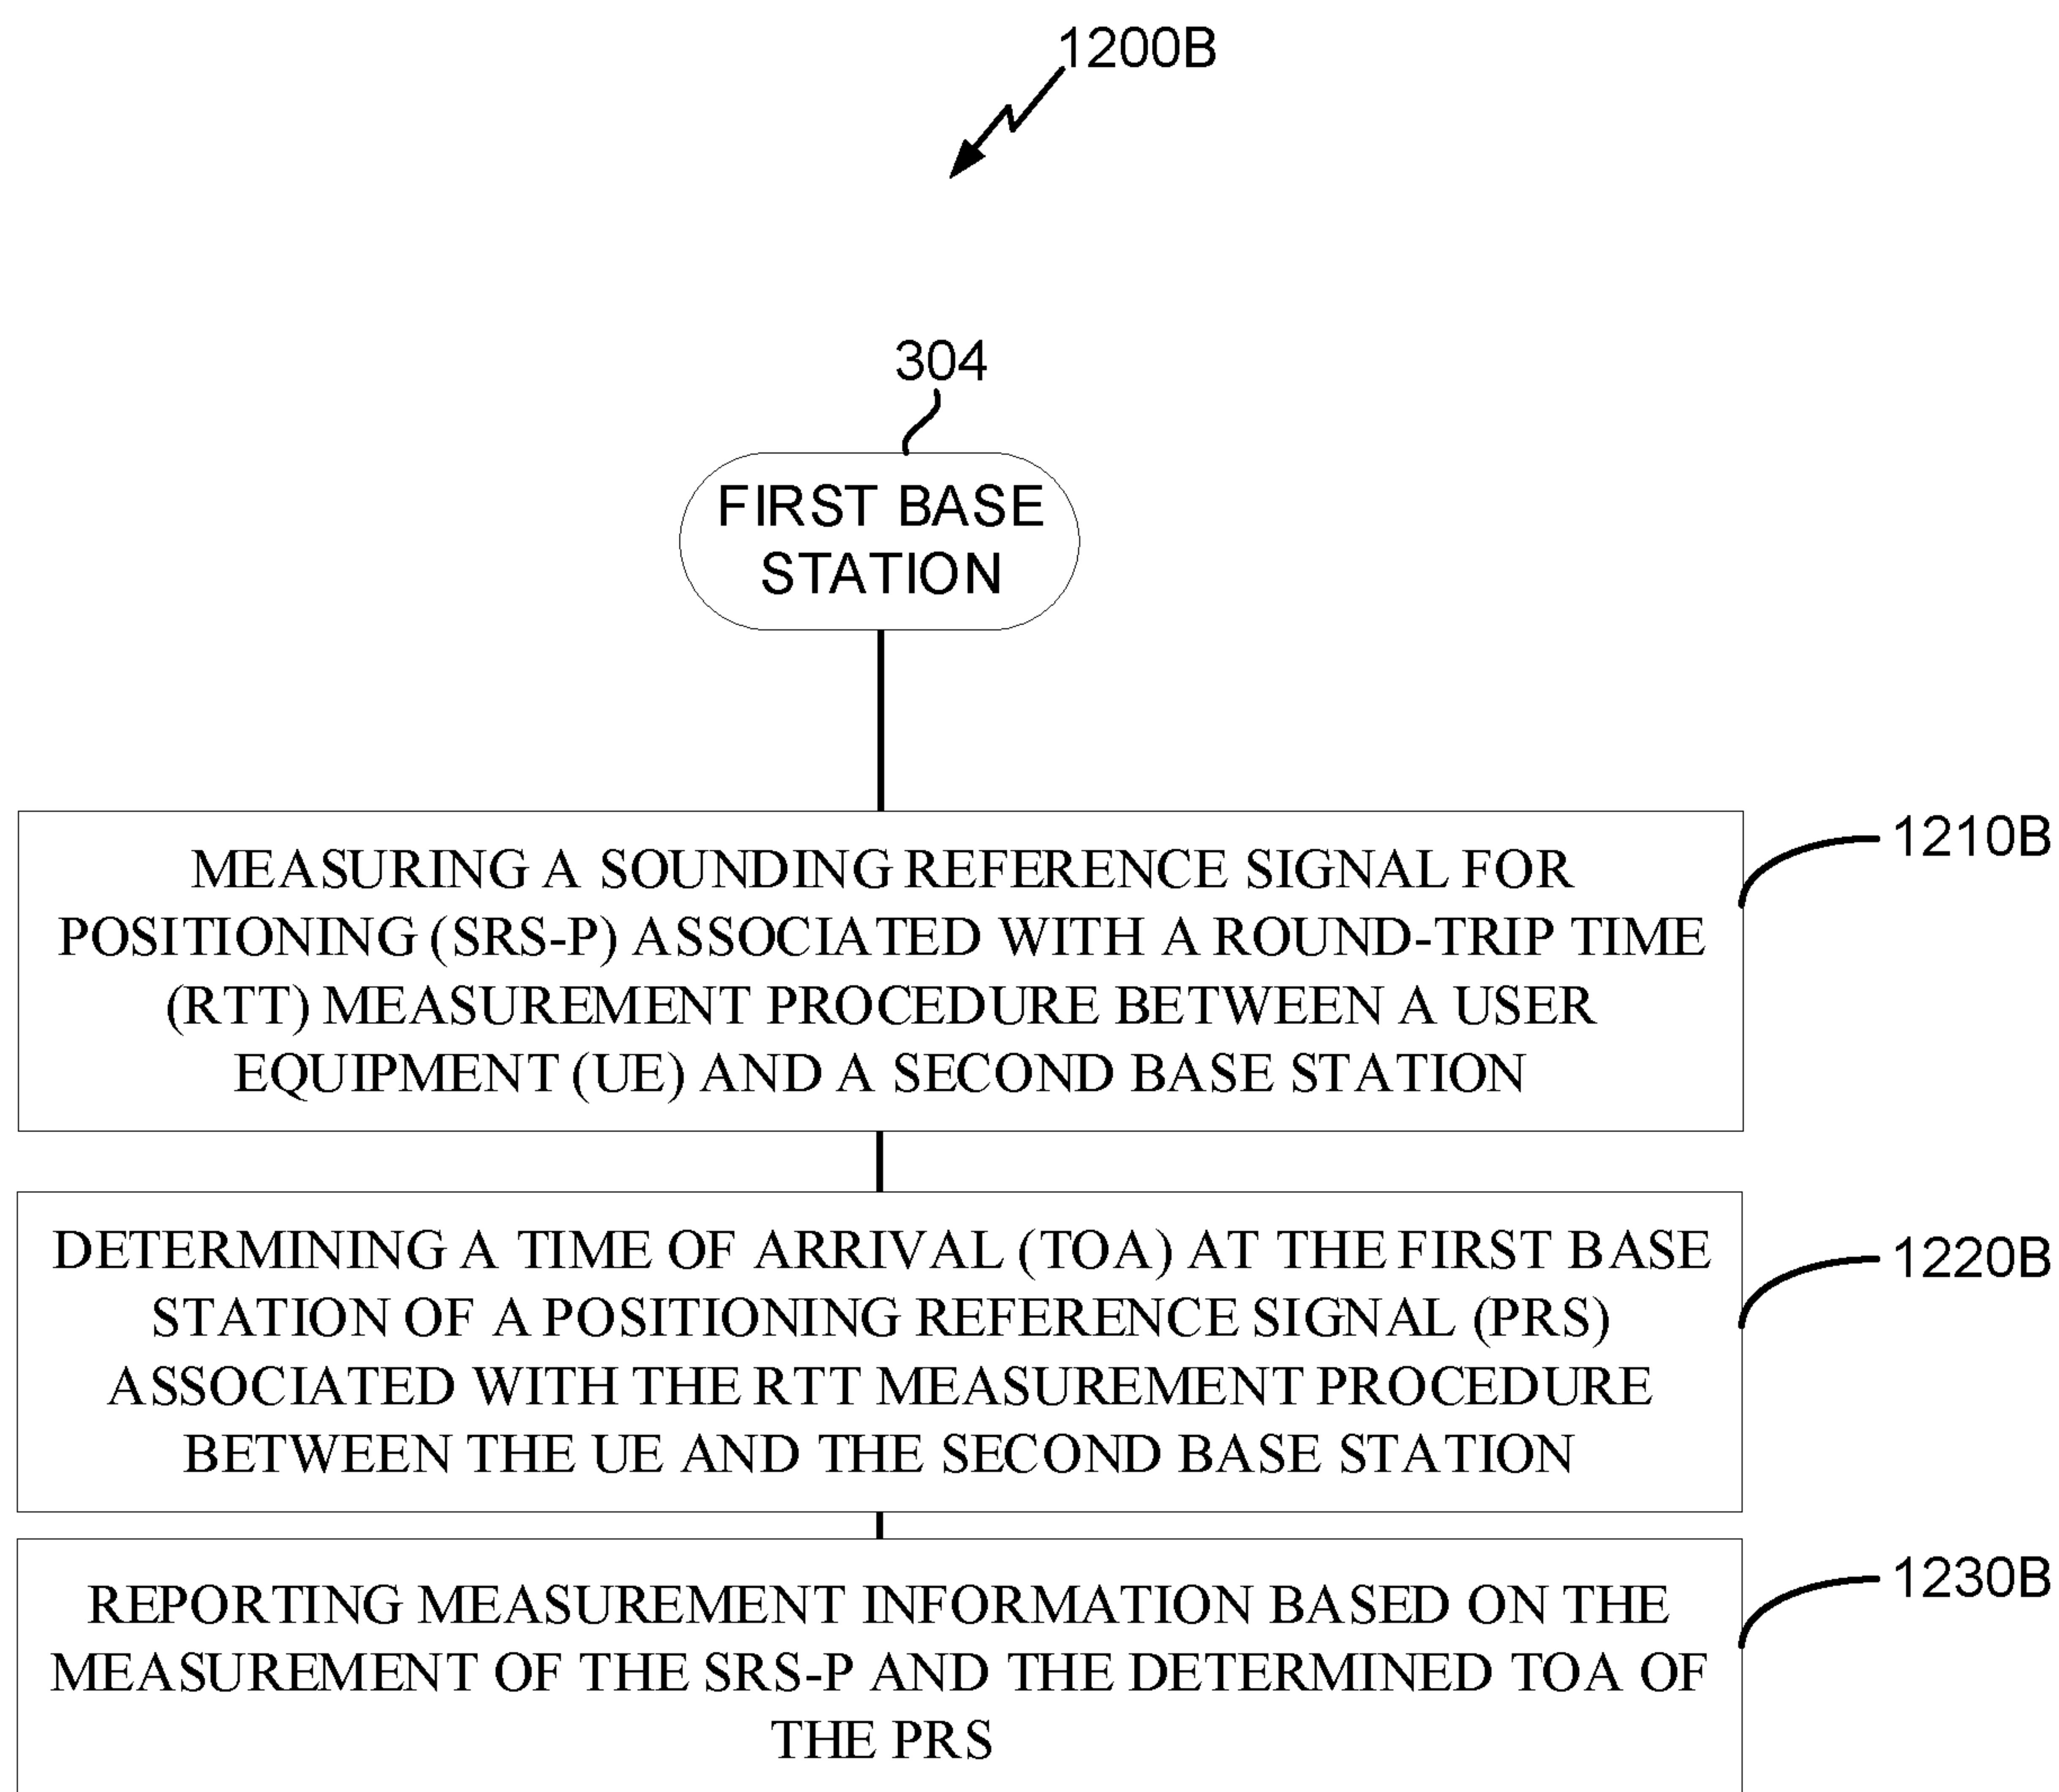 1200B
304
FIRST BASE
STATION
MEASURING A SOUNDING REFERENCE SIGNAL FOR
POSITIONING (SRS-P) ASSOCIATED WITH A ROUND-TRIP TIME
(RTT) MEASUREMENT PROCEDURE BETWEEN A USER
EQUIPMENT (UE) AND A SECOND BASE STATION
1210B
DETERMINING A TIME OF ARRIVAL (TOA) AT THE FIRST BASE
STATION OF A POSITIONING REFERENCE SIGNAL (PRS)
ASSOCIATED WITH THE RTT MEASUREMENT PROCEDURE
BETWEEN THE UE AND THE SECOND BASE STATION
1220B
REPORTING MEASUREMENT INFORMATION BASED ON THE
MEASUREMENT OF THE SRS-P AND THE DETERMINED TOA OF
THE PRS
1230B